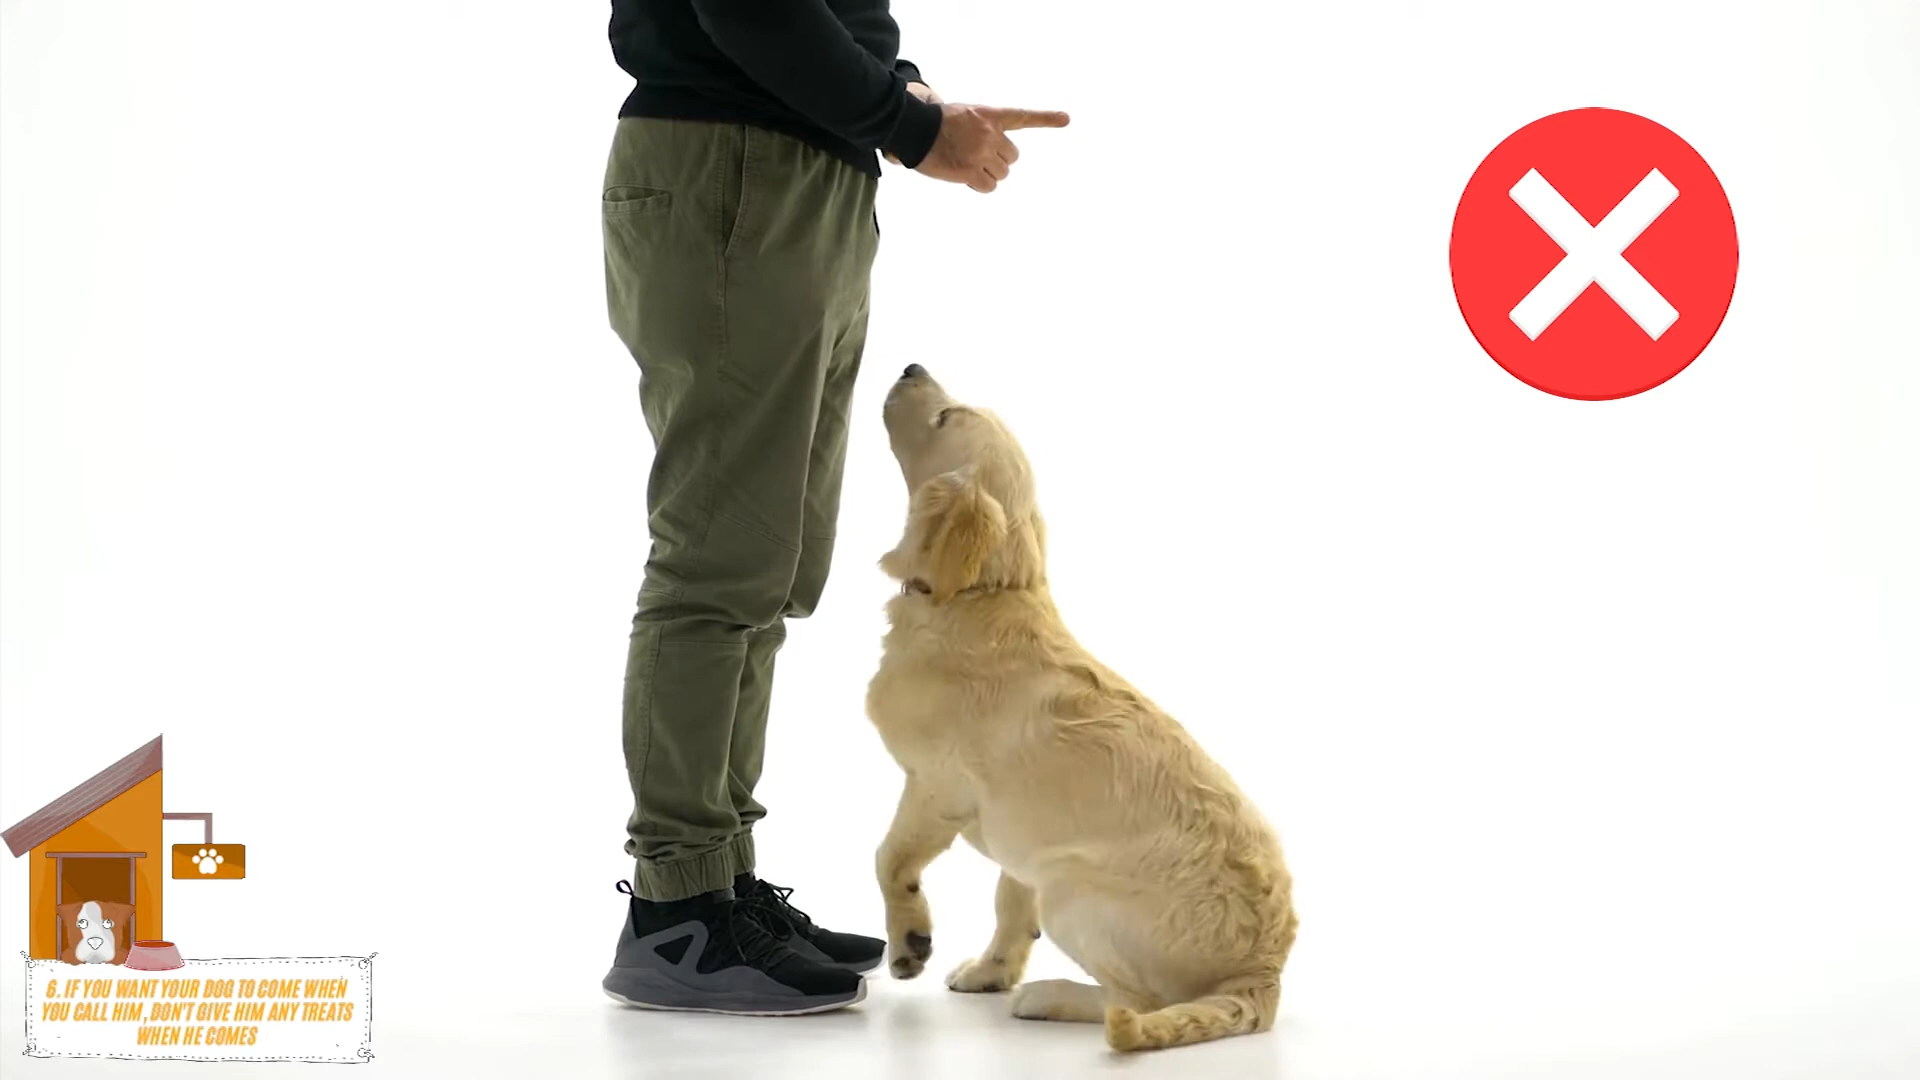 6. IF YOU WANT YOUR DOG TO COME WHEN
YOU CALL HIM, DON'T GIVE HIM ANY TREATS
WHEN HE COMES